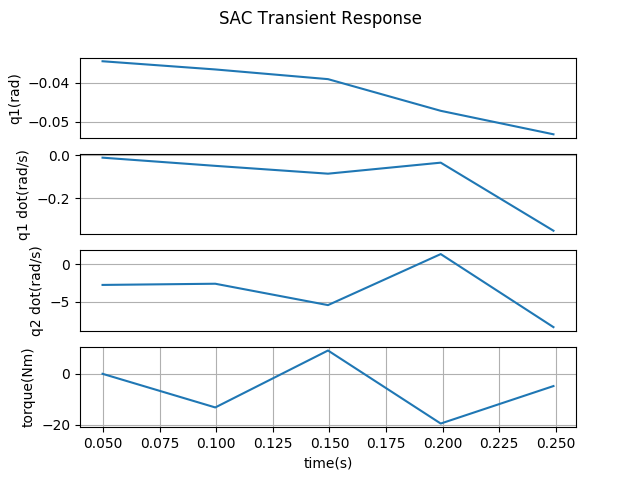 SAC Transient Response
q1(rad)
−0.04
−0.05
q1 dot(rad/s)
0.0
−0.2
q2 dot(rad/s)
0
−5
torque(Nm)
0
−20
0.050 0.075 0.100 0.125 0.150 0.175 0.200 0.225 0.250
time(s)